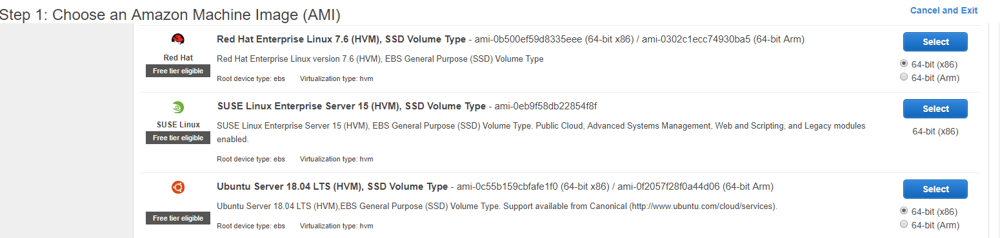 Step 1: Choose an Amazon Machine Image (AMI)
Cancel and Exit
Red Hat
Free tier eligible
Red Hat Enterprise Linux 7.6 (HVM), SSD Volume Type - ami-0b500ef59d8335eee (64-bit x86) / ami-0302c1ecc74930ba5 (64-bit Arm)
Red Hat Enterprise Linux version 7.6 (HVM), EBS General Purpose (SSD) Volume Type
Root device type: ebs Virtualization type: hvm
Select
64-bit (x86)
64-bit (Arm)
SUSE Linux
Free tier eligible
SUSE Linux Enterprise Server 15 (HVM), SSD Volume Type - ami-0eb9f58db22854f8f
SUSE Linux Enterprise Server 15 (HVM), EBS General Purpose (SSD) Volume Type. Public Cloud, Advanced Systems Management, Web and Scripting, and Legacy modules
enabled.
Root device type: ebs Virtualization type: hvm
Select
64-bit (x86)
Free tier eligible
Ubuntu Server 18.04 LTS (HVM), SSD Volume Type - ami-0c55b159cbfafe1f0 (64-bit x86) / ami-0f2057f28f0a44d06 (64-bit Arm)
Ubuntu Server 18.04 LTS (HVM),EBS General Purpose (SSD) Volume Type. Support available from Canonical (http://www.ubuntu.com/cloud/services).
Root device type: ebs Virtualization type: hvm
Select
64-bit (x86)
64-bit (Arm)